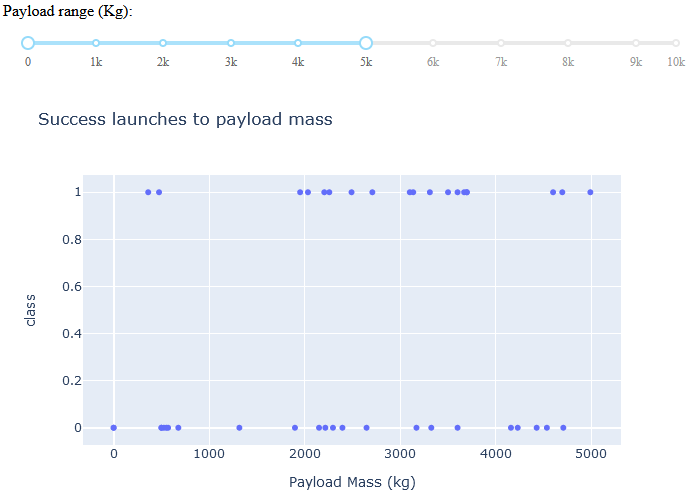 Payload range (Kg):
0 1k 2k 3k 4k 5k 6k 7k 8k 9k 10k
Success launches to payload mass
1
0.8
0.6
0.4
0.2
0
class
0 1000 2000 3000 4000 5000
Payload Mass (kg)